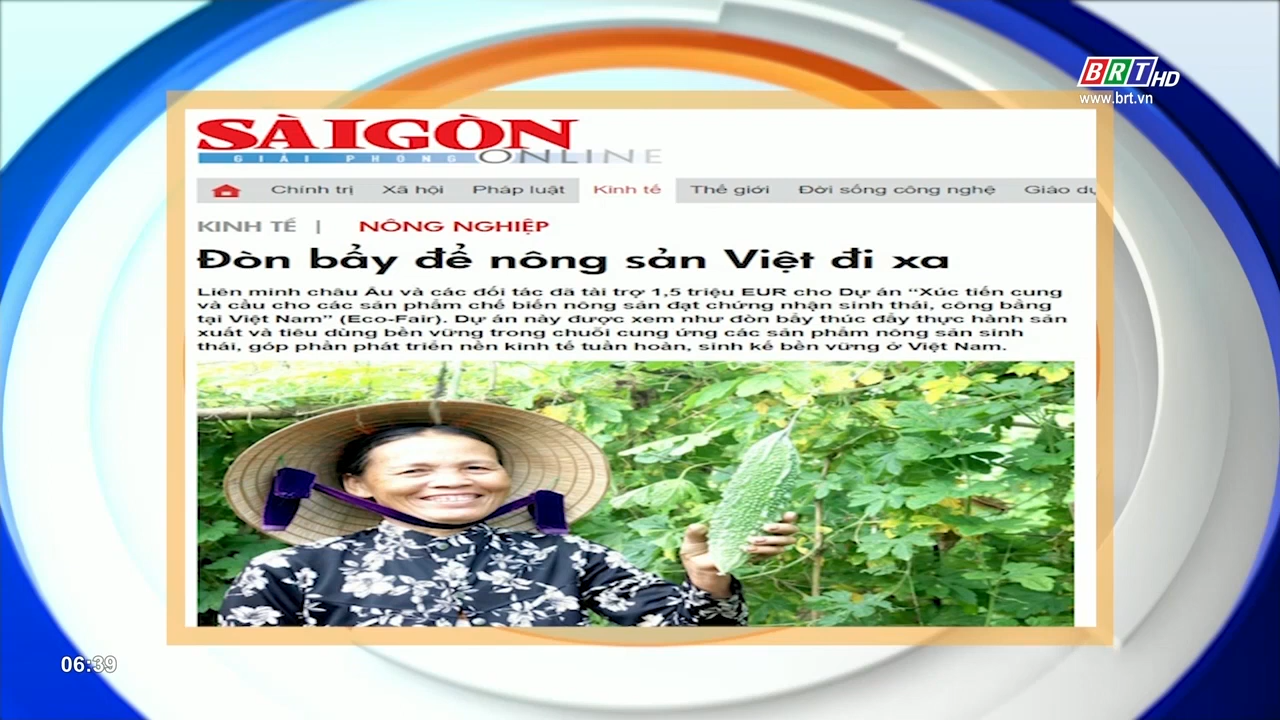 BRT HD
www.brt.vn
SÀIGÒN
GIẢI PHÓNG ONLINE
Chính trị Xã hội Pháp luật Kinh tế Thế giới Đời sống công nghệ Giáo dụ
KINH TẾ | NÔNG NGHIỆP
Đòn bẩy để nông sản Việt đi xa
Liên minh châu Âu và các đối tác đã tài trợ 1,5 triệu EUR cho Dự án “Xúc tiến cung
và cầu cho các sản phẩm chế biến nông sản đạt chứng nhận sinh thái, công bằng
tại Việt Nam” (Eco-Fair). Dự án này được xem như đòn bẩy thúc đẩy thực hành sản
xuất và tiêu dùng bền vững trong chuỗi cung ứng các sản phẩm nông sản sinh
thái, góp phần phát triển nền kinh tế tuần hoàn, sinh kế bền vững ở Việt Nam.
06:39